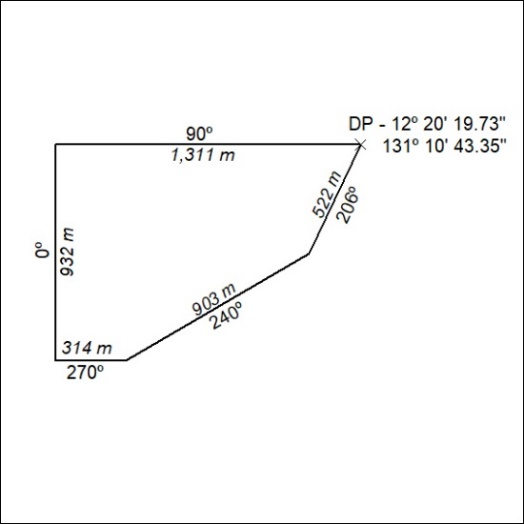 DP - 12º 20' 19.73"
131º 10' 43.35"
90º
1,311 m
522 m
206º
0º
932 m
903 m
240º
314 m
270º